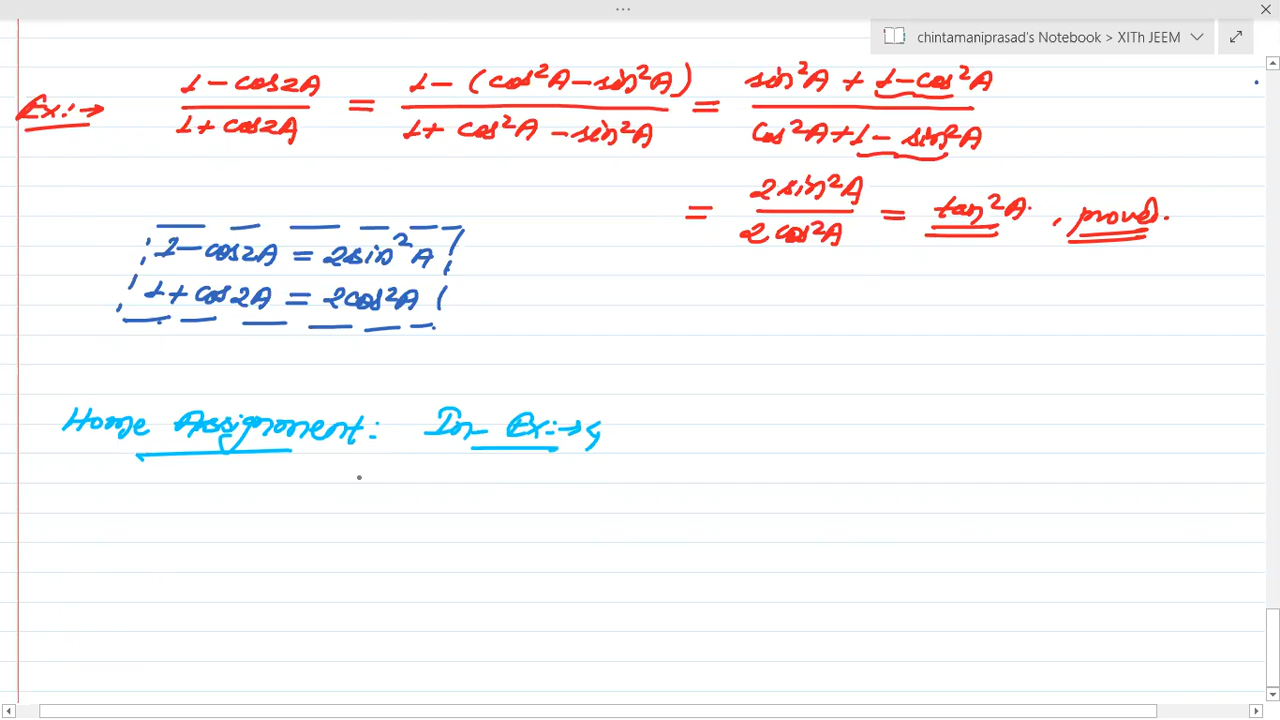 ...
chintamaniprasad's Notebook > XITh JEEM
Ex:→ (1 - cos2A)/(1 + cos2A) = (1 - (cos²A - sin²A))/(1 + cos²A - sin²A) = (sin²A + 1 - cos²A)/(cos²A + 1 - sin²A)
= 2sin²A/2cos²A = tan²A. , proved.
1 - cos2A = 2sin²A
1 + cos2A = 2cos²A
Home Assignment: In Ex:→